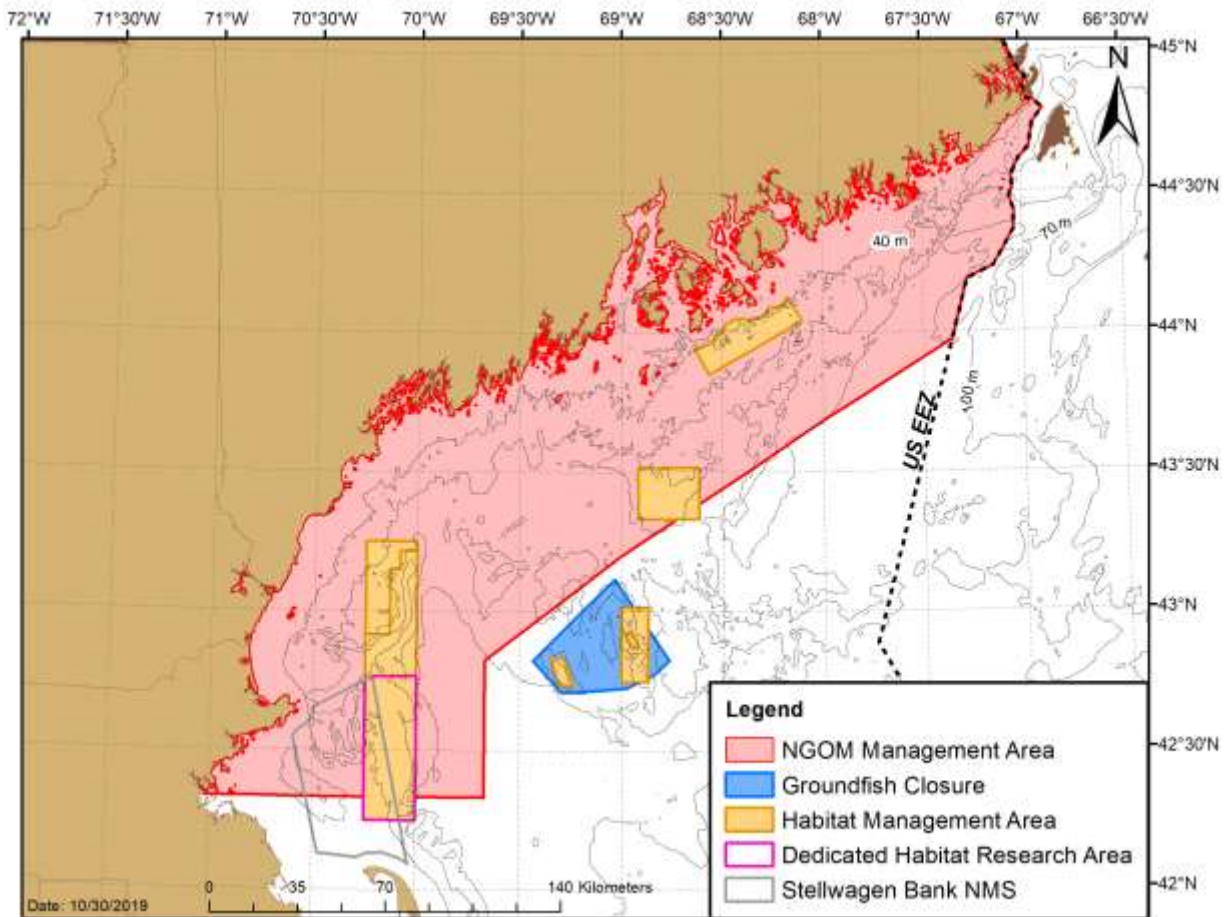 72°W 71°30'W 71°W 70°30'W 70°W 69°30'W 69°W 68°30'W 68°W 67°30'W 67°W 66°30'W
45°N
N
44°30'N
70 m
40 m
44°N
100 m
US EEZ
43°30'N
43°N
Legend
NGOM Management Area
42°30'N
Groundfish Closure
Habitat Management Area
Dedicated Habitat Research Area
Stellwagen Bank NMS
42°N
0 35 70 140 Kilometers
Date: 10/30/2019